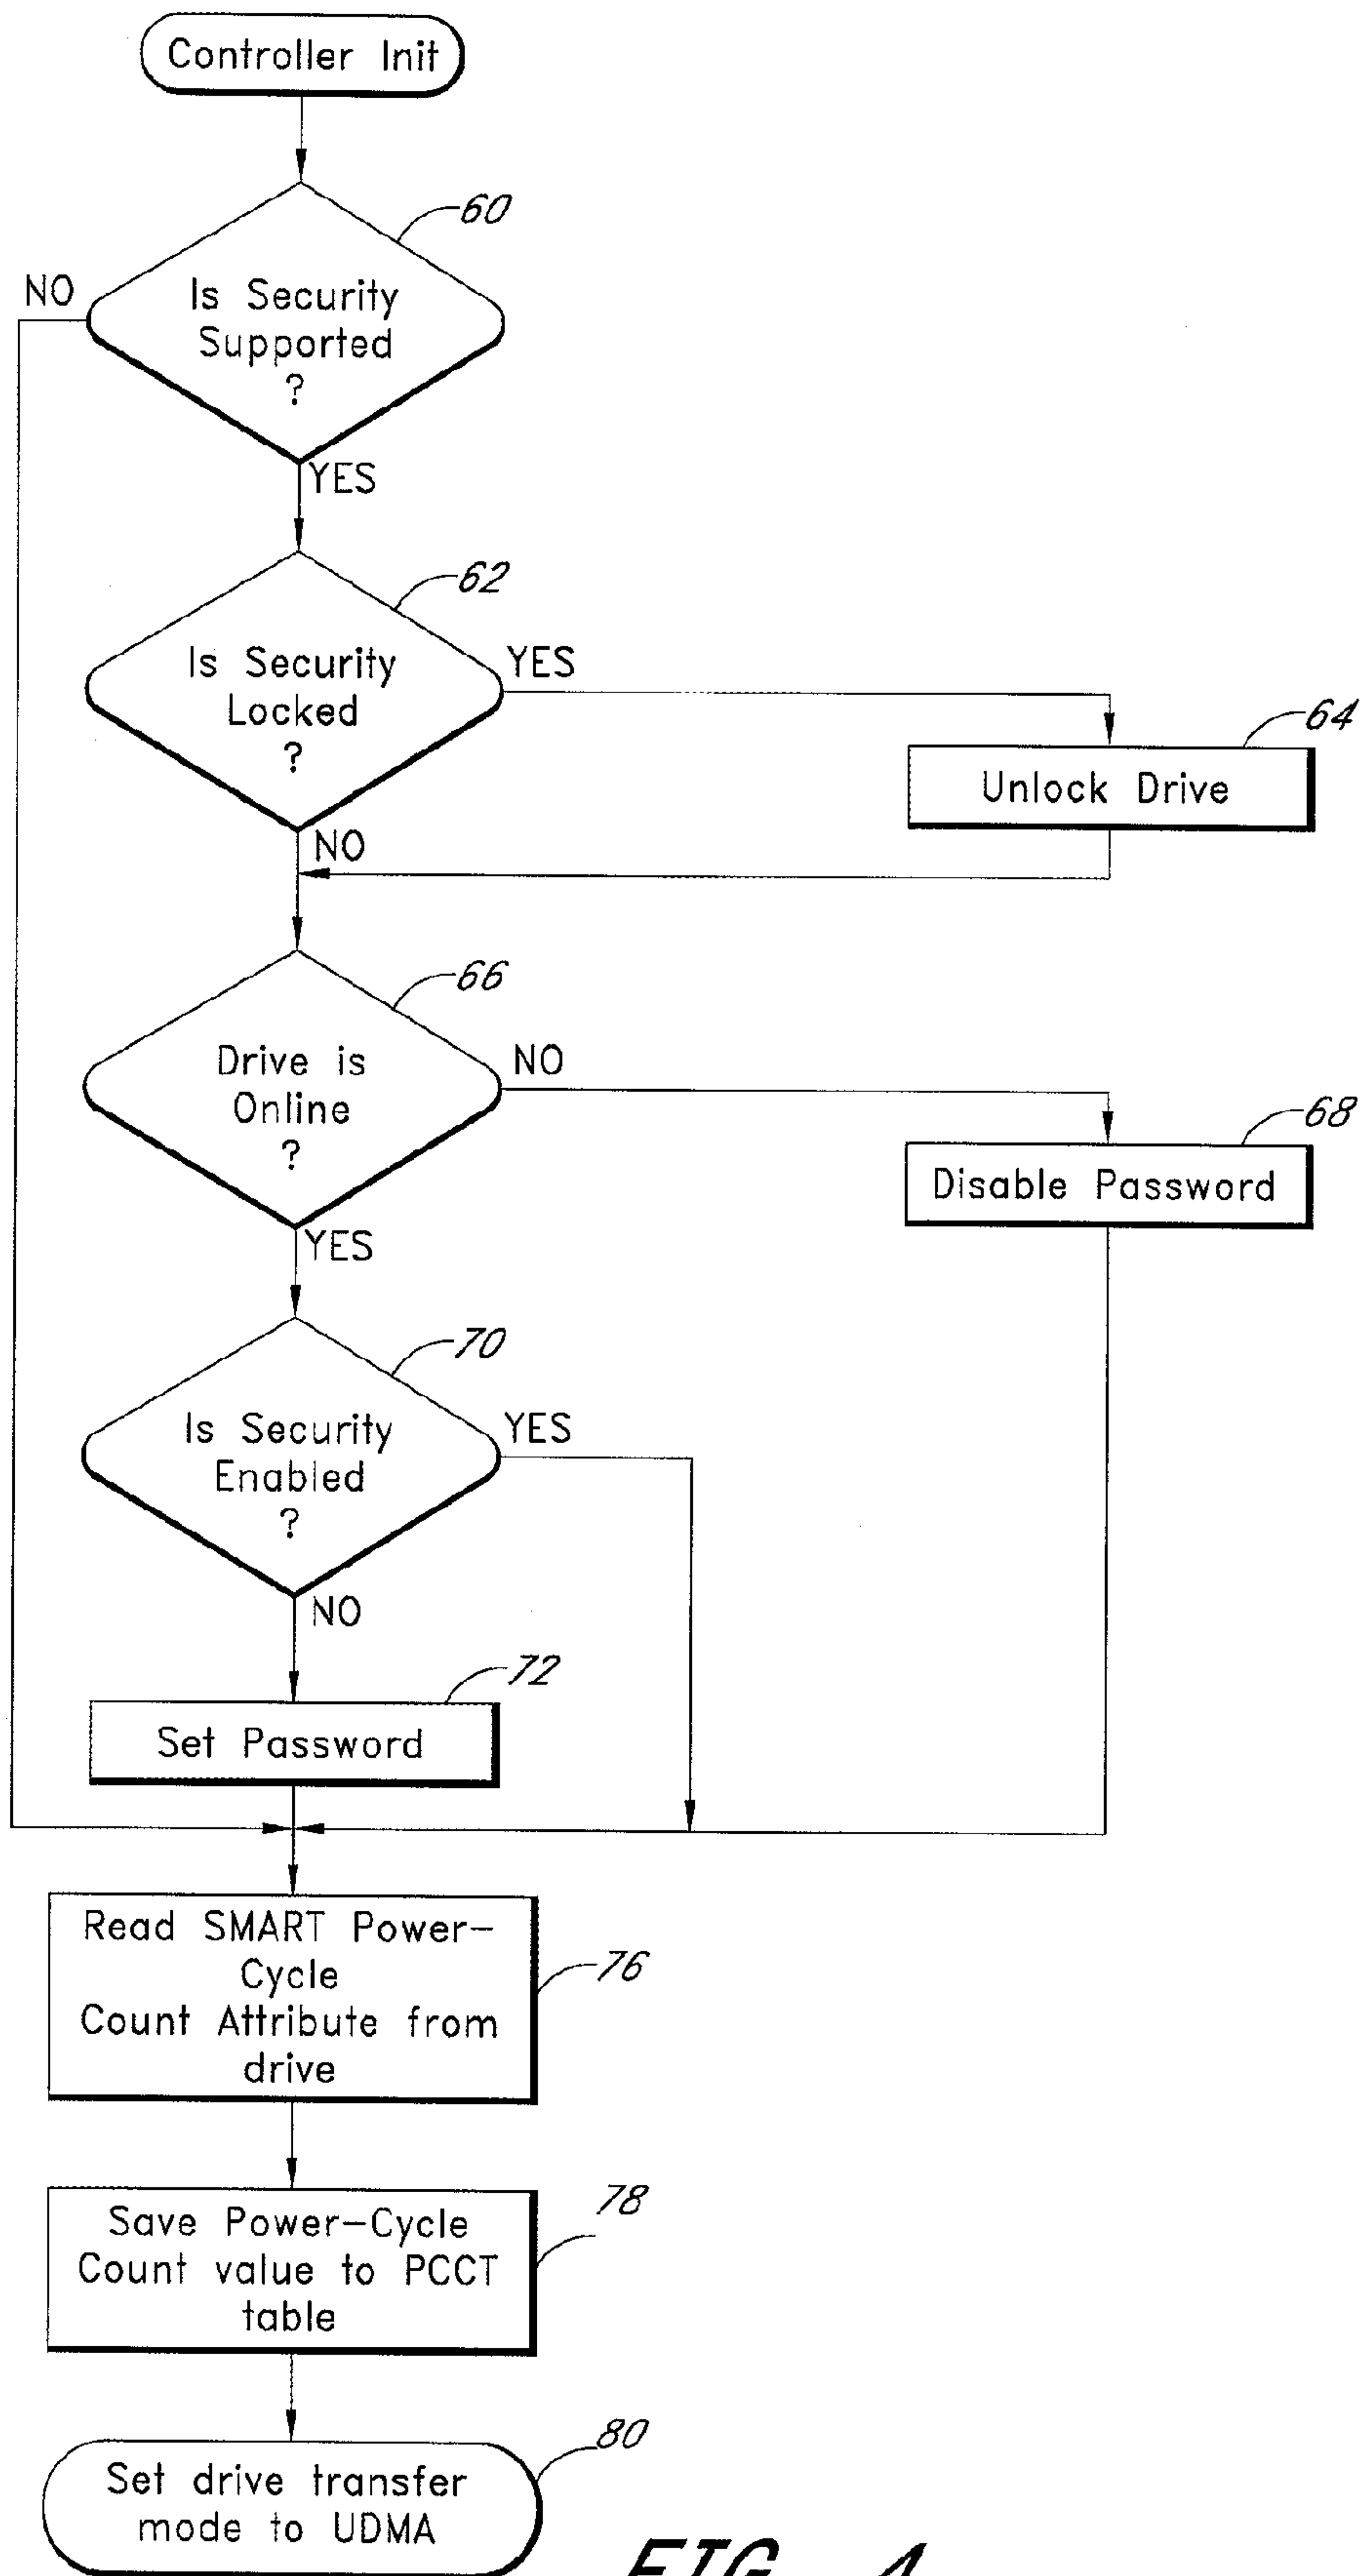 Controller Init
60
NO
Is Security
Supported
?
YES
62
Is Security
Locked
?
YES
64
Unlock Drive
NO
66
Drive is
Online
?
NO
68
Disable Password
YES
70
Is Security
Enabled
?
YES
NO
72
Set Password
Read SMART Power-
Cycle
Count Attribute from
drive
76
78
Save Power-Cycle
Count value to PCCT
table
80
Set drive transfer
mode to UDMA
FIG. 4